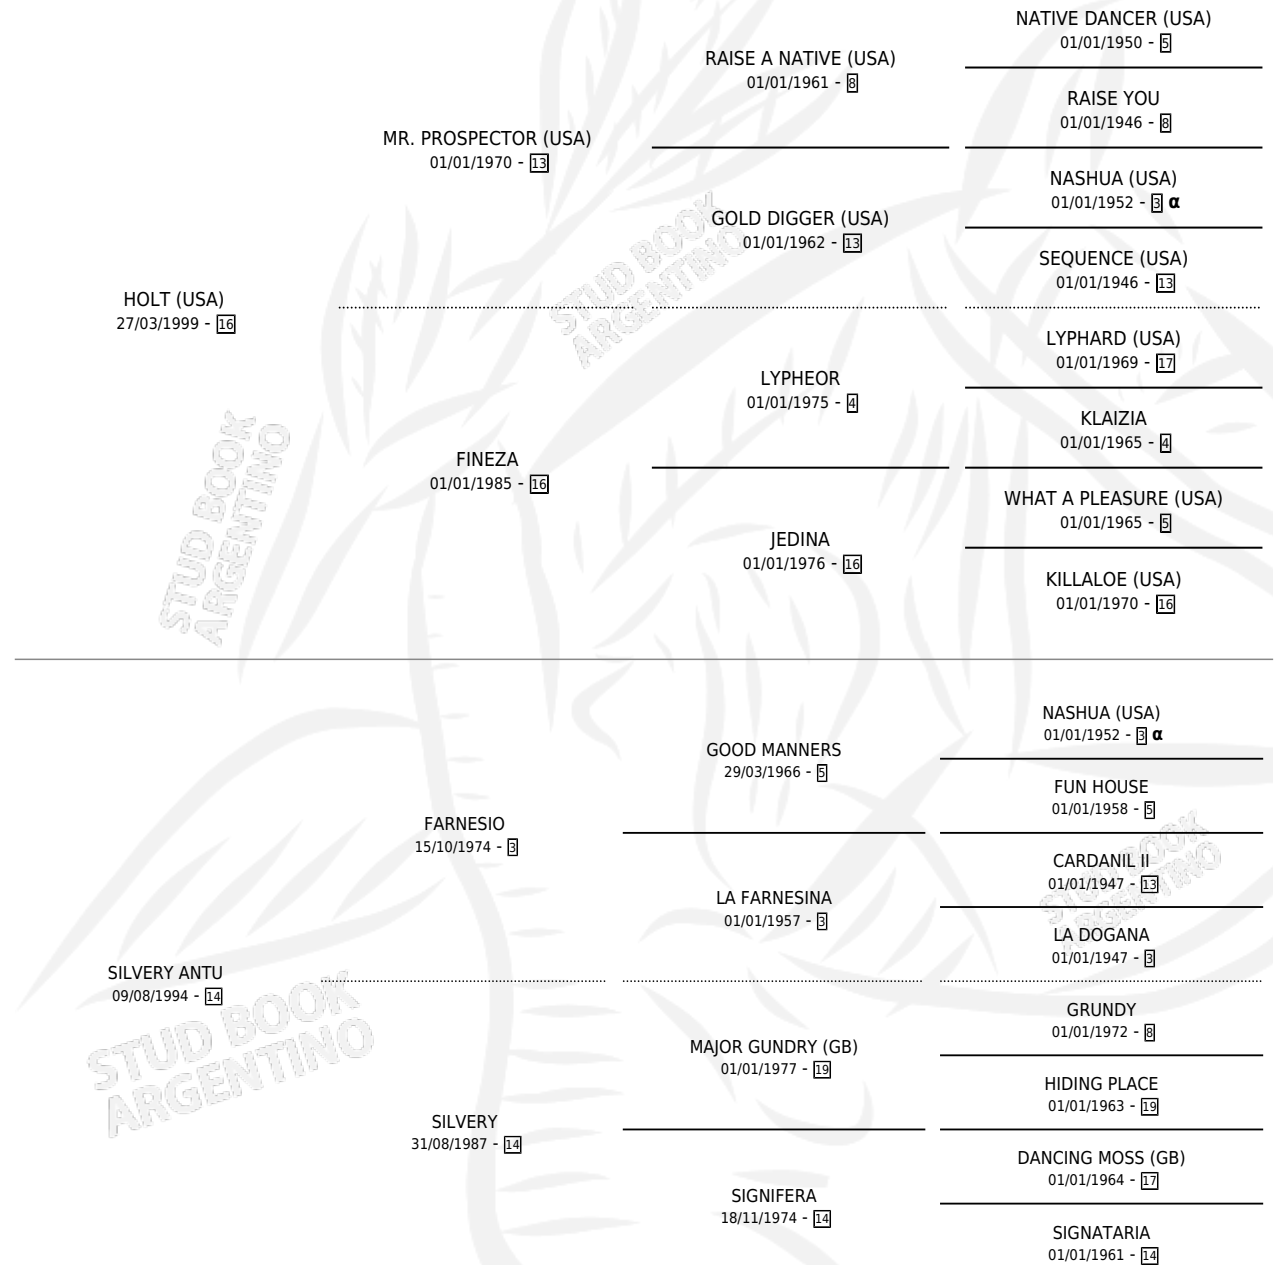 NATIVE DANCER (USA)
01/01/1950 - 5
RAISE A NATIVE (USA)
01/01/1961 - 8
RAISE YOU
01/01/1946 - 8
MR. PROSPECTOR (USA)
01/01/1970 - 13
NASHUA (USA)
01/01/1952 - 3 α
GOLD DIGGER (USA)
01/01/1962 - 13
SEQUENCE (USA)
01/01/1946 - 13
HOLT (USA)
27/03/1999 - 16
STUD BOOK
ARGENTINO
LYPHARD (USA)
01/01/1969 - 17
LYPHEOR
01/01/1975 - 4
KLAIZIA
01/01/1965 - 4
FINEZA
01/01/1985 - 16
STUD BOOK
ARGENTINO
WHAT A PLEASURE (USA)
01/01/1965 - 5
JEDINA
01/01/1976 - 16
KILLALOE (USA)
01/01/1970 - 16
NASHUA (USA)
01/01/1952 - 3 α
GOOD MANNERS
29/03/1966 - 5
FUN HOUSE
01/01/1958 - 5
FARNESIO
15/10/1974 - 3
CARDANIL II
01/01/1947 - 13
STUD BOOK
ARGENTINO
LA FARNESINA
01/01/1957 - 3
LA DOGANA
01/01/1947 - 3
SILVERY ANTU
09/08/1994 - 14
STUD BOOK
ARGENTINO
GRUNDY
01/01/1972 - 8
MAJOR GUNDRY (GB)
01/01/1977 - 19
HIDING PLACE
01/01/1963 - 19
SILVERY
31/08/1987 - 14
DANCING MOSS (GB)
01/01/1964 - 17
SIGNIFERA
18/11/1974 - 14
SIGNATARIA
01/01/1961 - 14